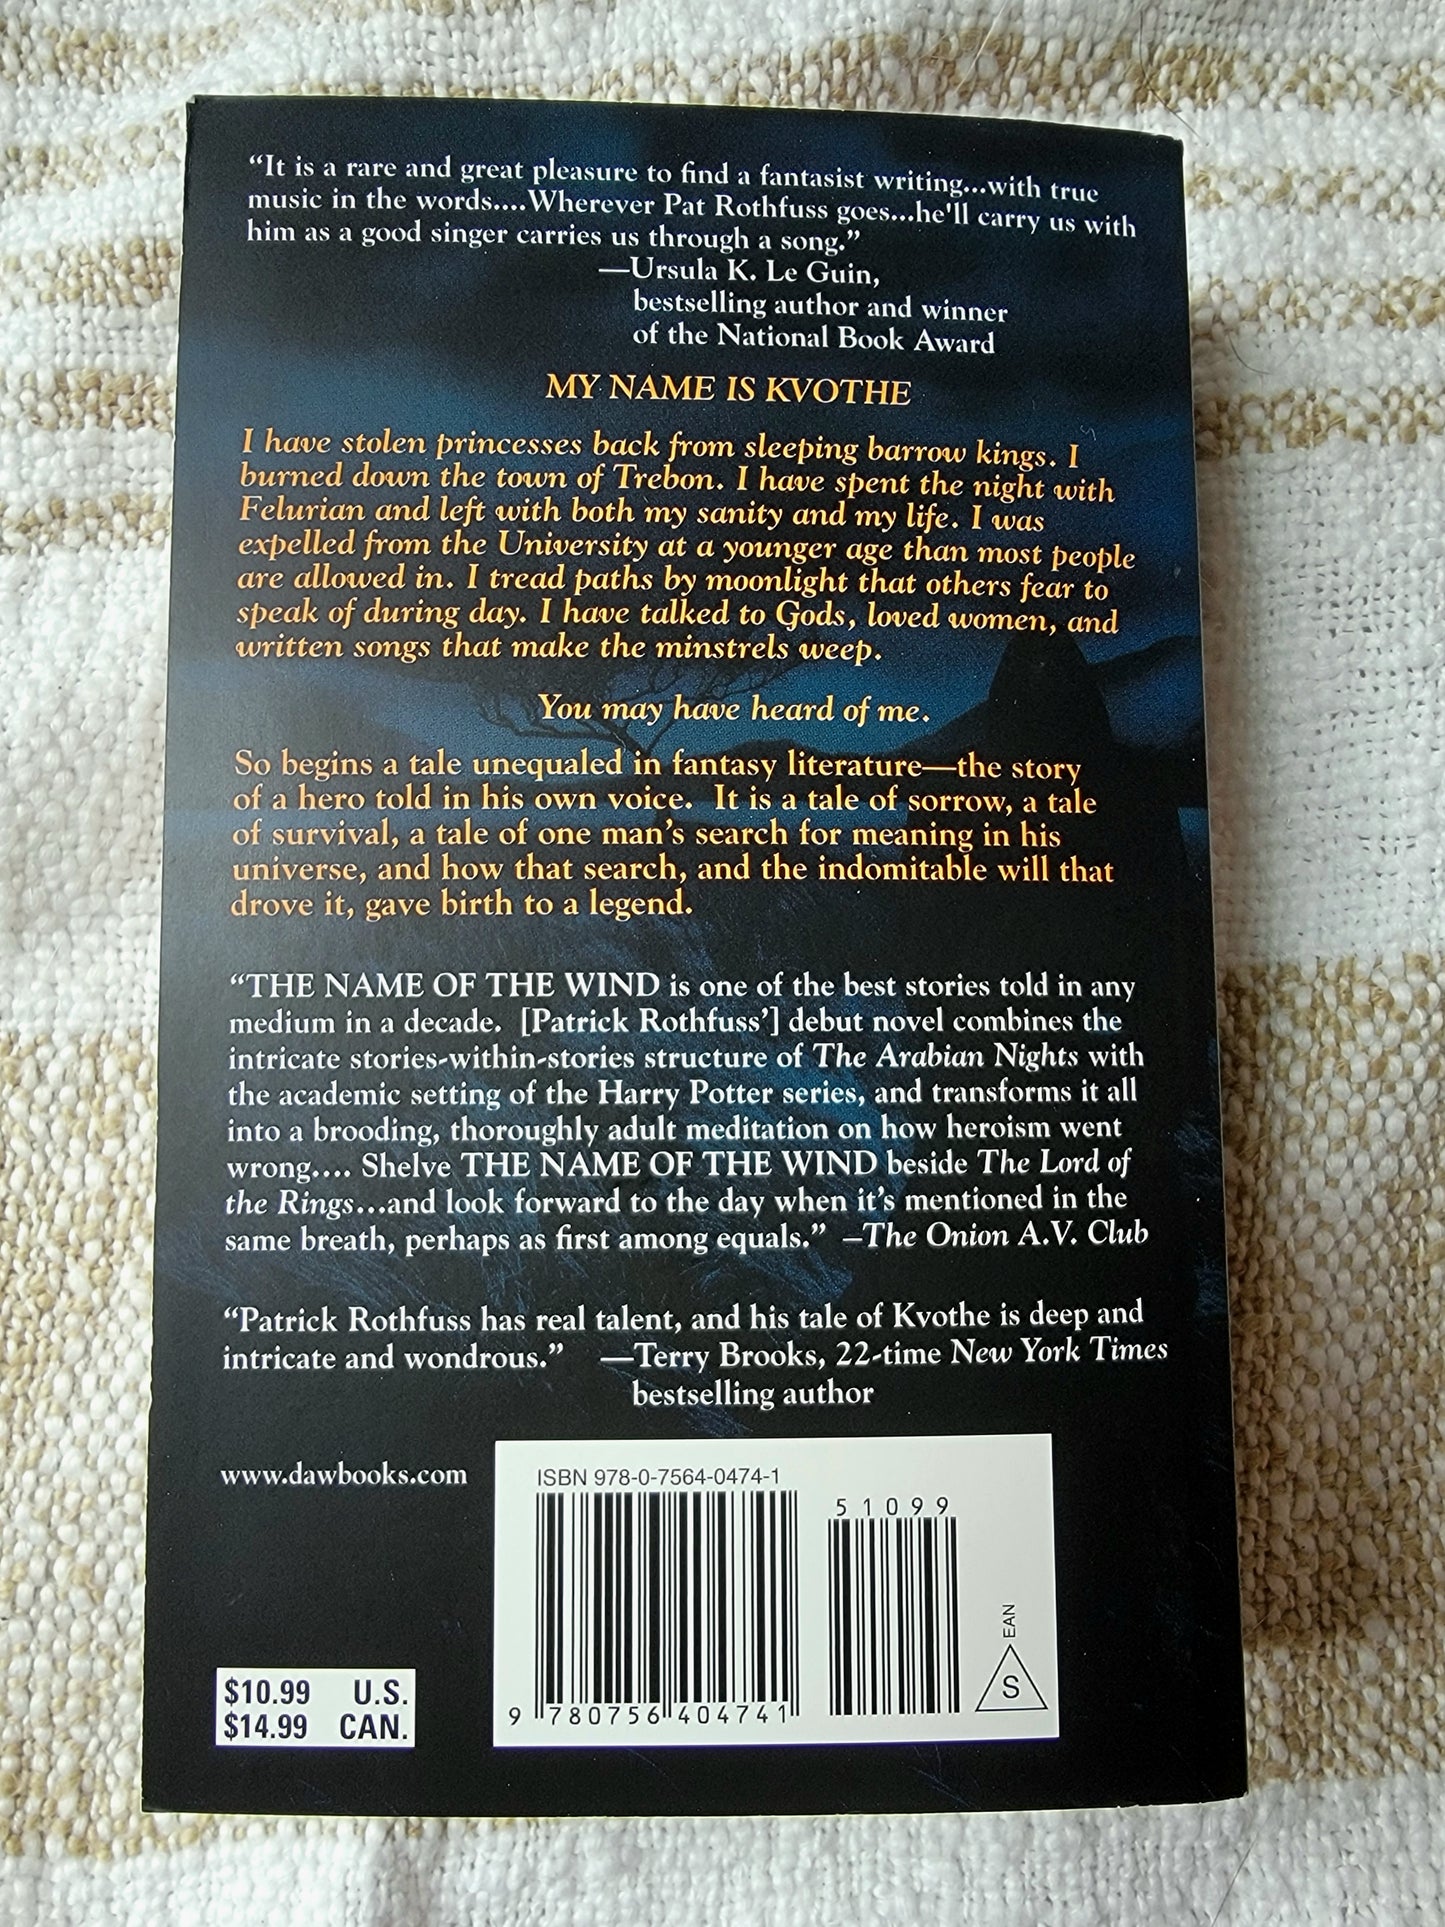 “It is a rare and great pleasure to find a fantasist writing...with true
music in the words....Wherever Pat Rothfuss goes...he'll carry us with
him as a good singer carries us through a song.”
—Ursula K. Le Guin,
bestselling author and winner
of the National Book Award
MY NAME IS KVOTHE
I have stolen princesses back from sleeping barrow kings. I
burned down the town of Trebon. I have spent the night with
Felurian and left with both my sanity and my life. I was
expelled from the University at a younger age than most people
are allowed in. I tread paths by moonlight that others fear to
speak of during day. I have talked to Gods, loved women, and
written songs that make the minstrels weep.
You may have heard of me.
So begins a tale unequaled in fantasy literature—the story
of a hero told in his own voice. It is a tale of sorrow, a tale
of survival, a tale of one man’s search for meaning in his
universe, and how that search, and the indomitable will that
drove it, gave birth to a legend.
“THE NAME OF THE WIND is one of the best stories told in any
medium in a decade. [Patrick Rothfuss’] debut novel combines the
intricate stories-within-stories structure of The Arabian Nights with
the academic setting of the Harry Potter series, and transforms it all
into a brooding, thoroughly adult meditation on how heroism went
wrong.... Shelve THE NAME OF THE WIND beside The Lord of
the Rings...and look forward to the day when it’s mentioned in the
same breath, perhaps as first among equals.” –The Onion A.V. Club
“Patrick Rothfuss has real talent, and his tale of Kvothe is deep and
intricate and wondrous.” —Terry Brooks, 22-time New York Times
bestselling author
www.dawbooks.com
ISBN 978-0-7564-0474-1
51099
EAN
S
9 780756 404741
$10.99 U.S.
$14.99 CAN.